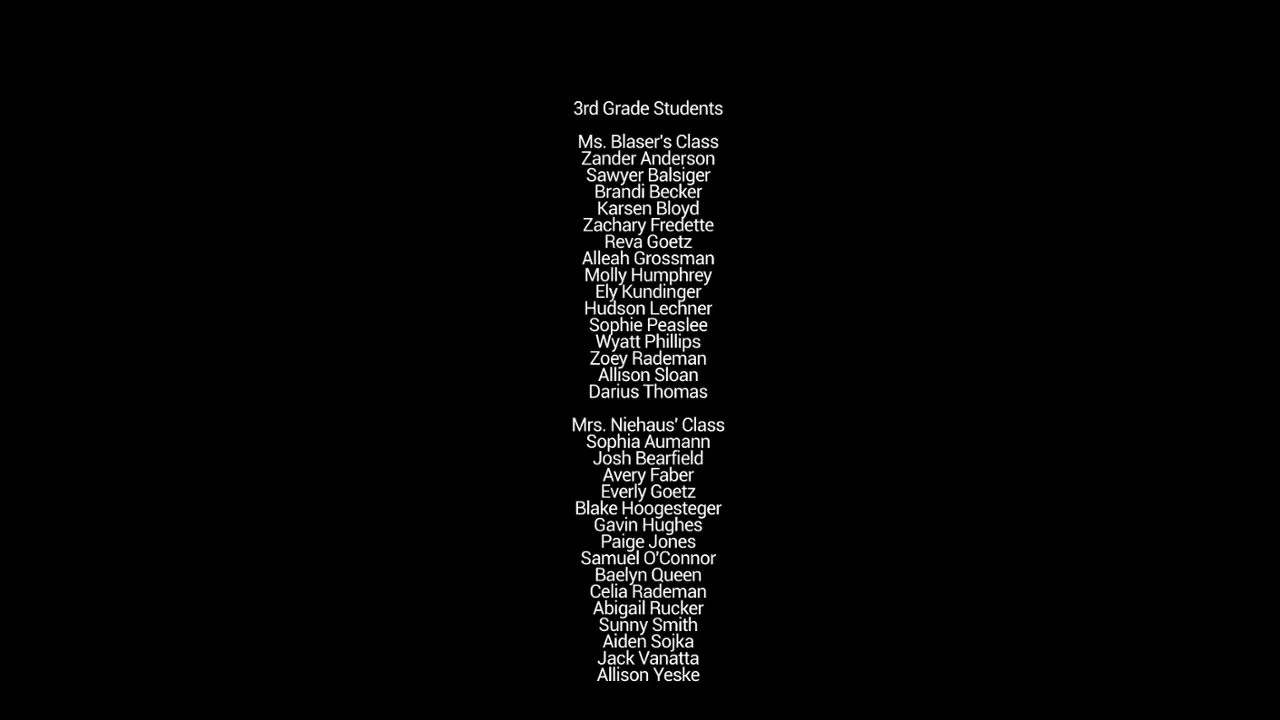 3rd Grade Students
Ms. Blaser's Class
Zander Anderson
Sawyer Balsiger
Brandi Becker
Karsen Bloyd
Zachary Fredette
Reva Goetz
Alleah Grossman
Molly Humphrey
Ely Kundinger
Hudson Lechner
Sophie Peaslee
Wyatt Phillips
Zoey Rademan
Allison Sloan
Darius Thomas
Mrs. Niehaus' Class
Sophia Aumann
Josh Bearfield
Avery Faber
Everly Goetz
Blake Hoogesteger
Gavin Hughes
Paige Jones
Samuel O'Connor
Baelyn Queen
Celia Rademan
Abigail Rucker
Sunny Smith
Aiden Sojka
Jack Vanatta
Allison Yeske